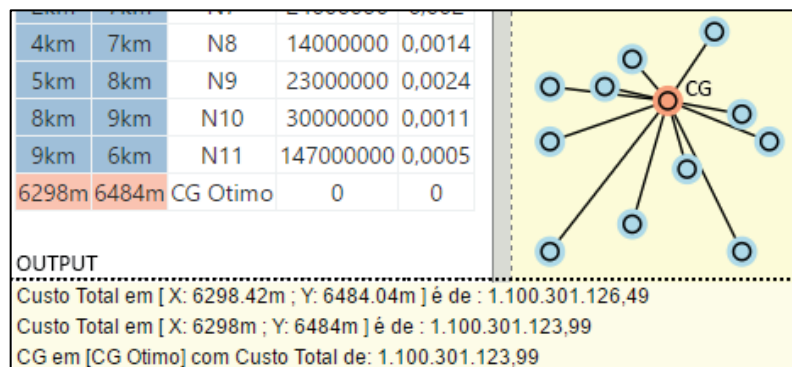 4km 7km N8 14000000 0,0014
5km 8km N9 23000000 0,0024
8km 9km N10 30000000 0,0011
9km 6km N11 147000000 0,0005
6298m 6484m CG Otimo 0 0
CG
OUTPUT
Custo Total em [ X: 6298.42m ; Y: 6484.04m ] é de : 1.100.301.126,49
Custo Total em [ X: 6298m ; Y: 6484m ] é de : 1.100.301.123,99
CG em [CG Otimo] com Custo Total de: 1.100.301.123,99